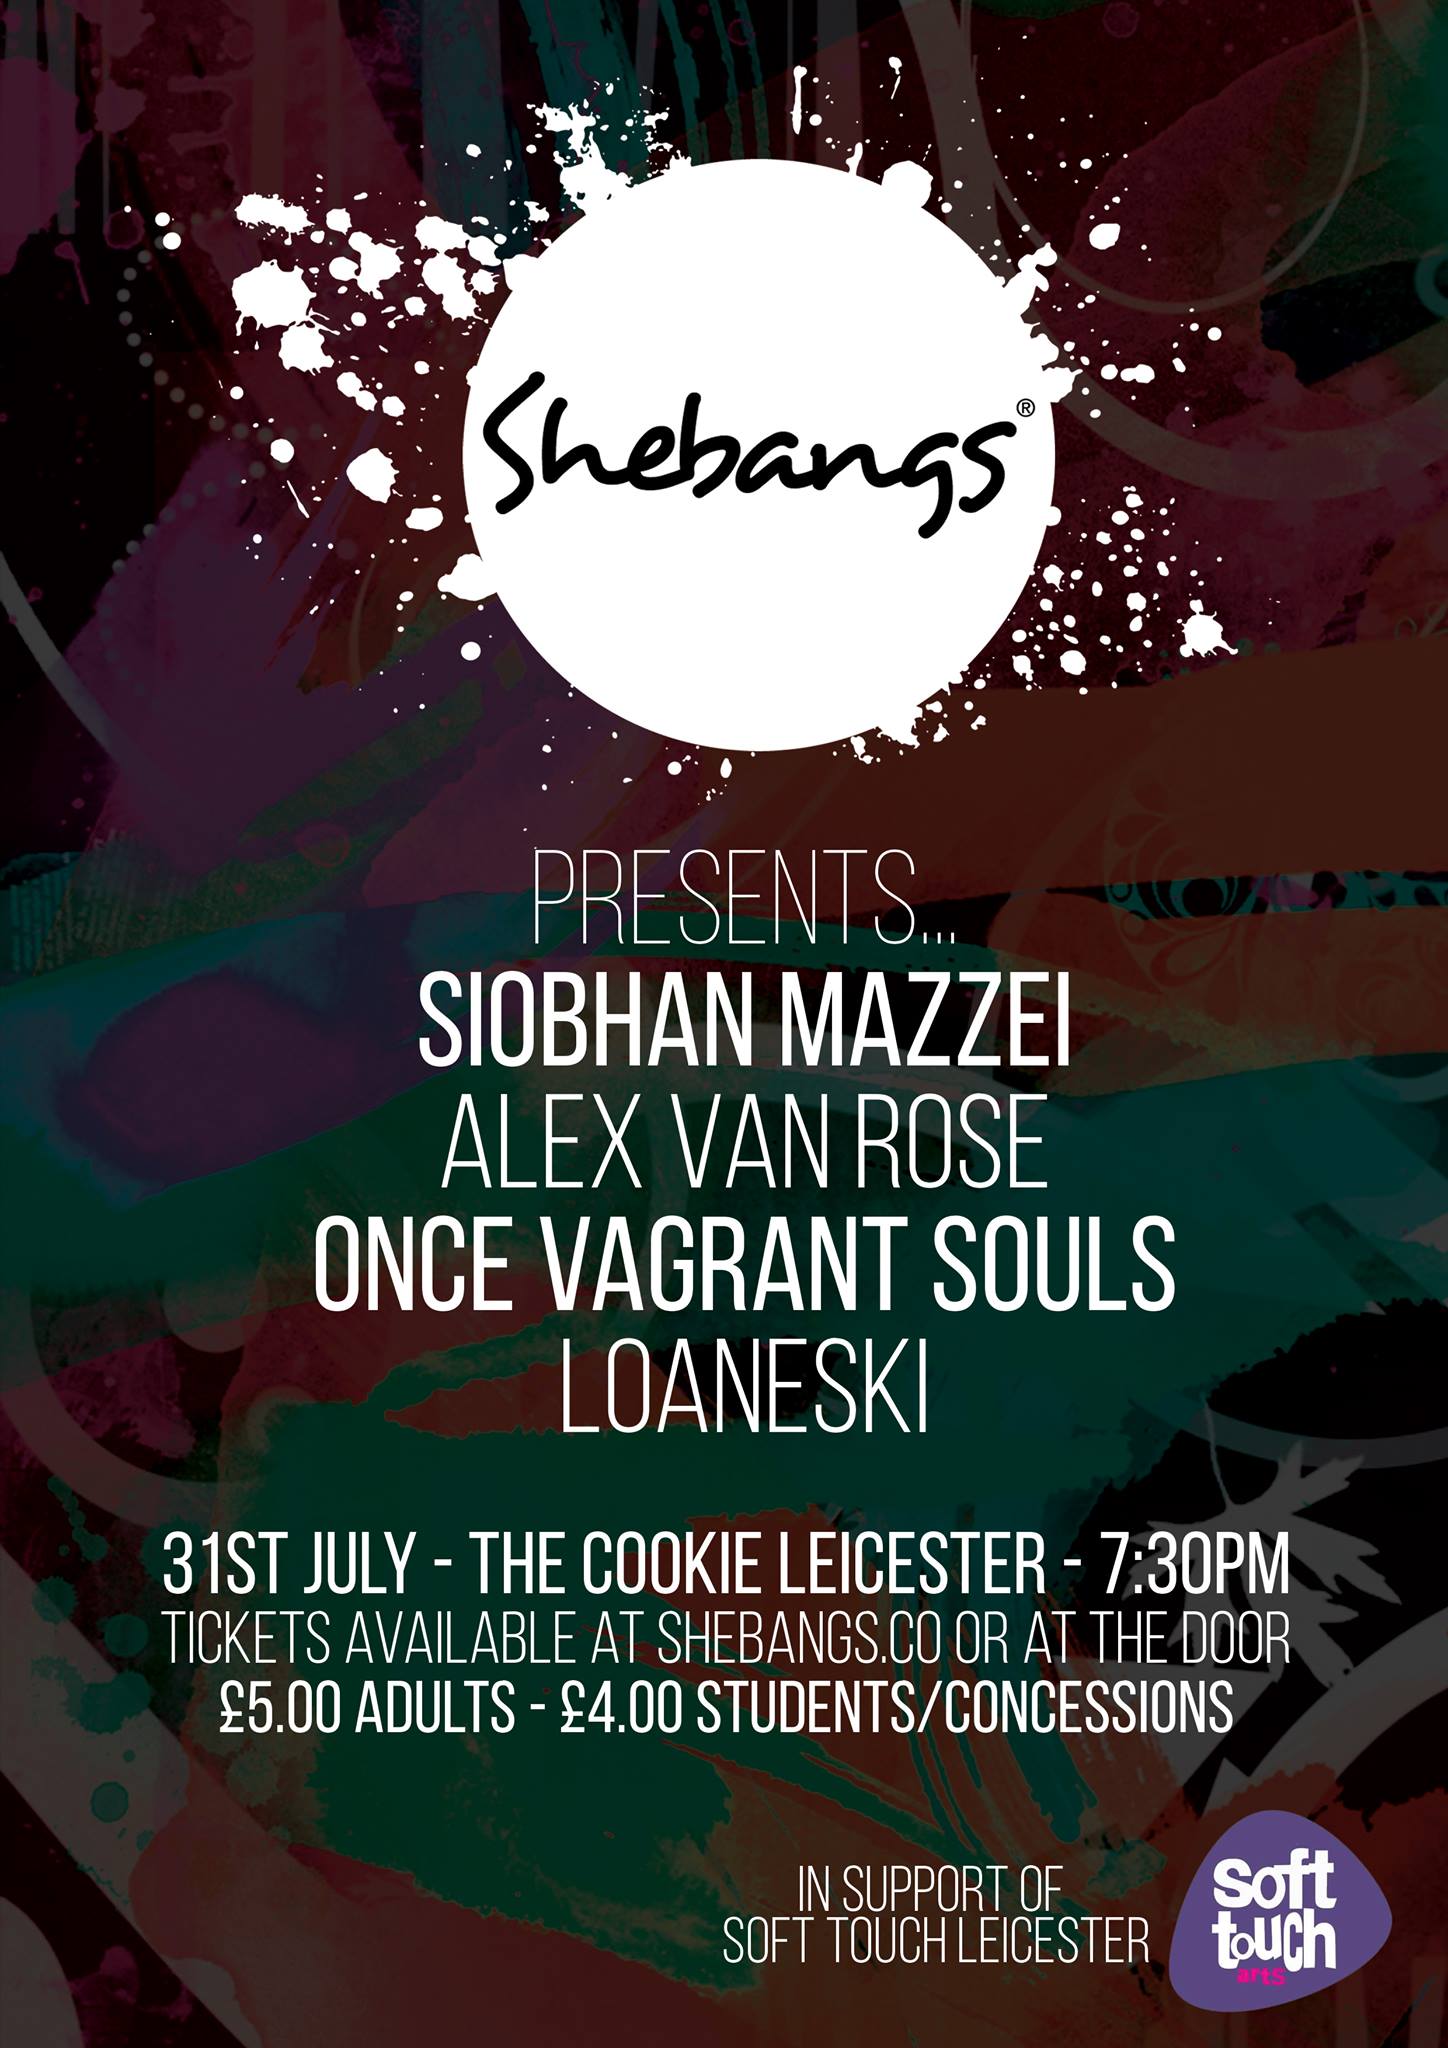 Shebangs®
PRESENTS...
SIOBHAN MAZZEI
ALEX VAN ROSE
ONCE VAGRANT SOULS
LOANESKI
31ST JULY - THE COOKIE LEICESTER - 7:30PM
TICKETS AVAILABLE AT SHEBANGS.CO OR AT THE DOOR
£5.00 ADULTS - £4.00 STUDENTS/CONCESSIONS
IN SUPPORT OF
SOFT TOUCH LEICESTER
soft
touch
arts